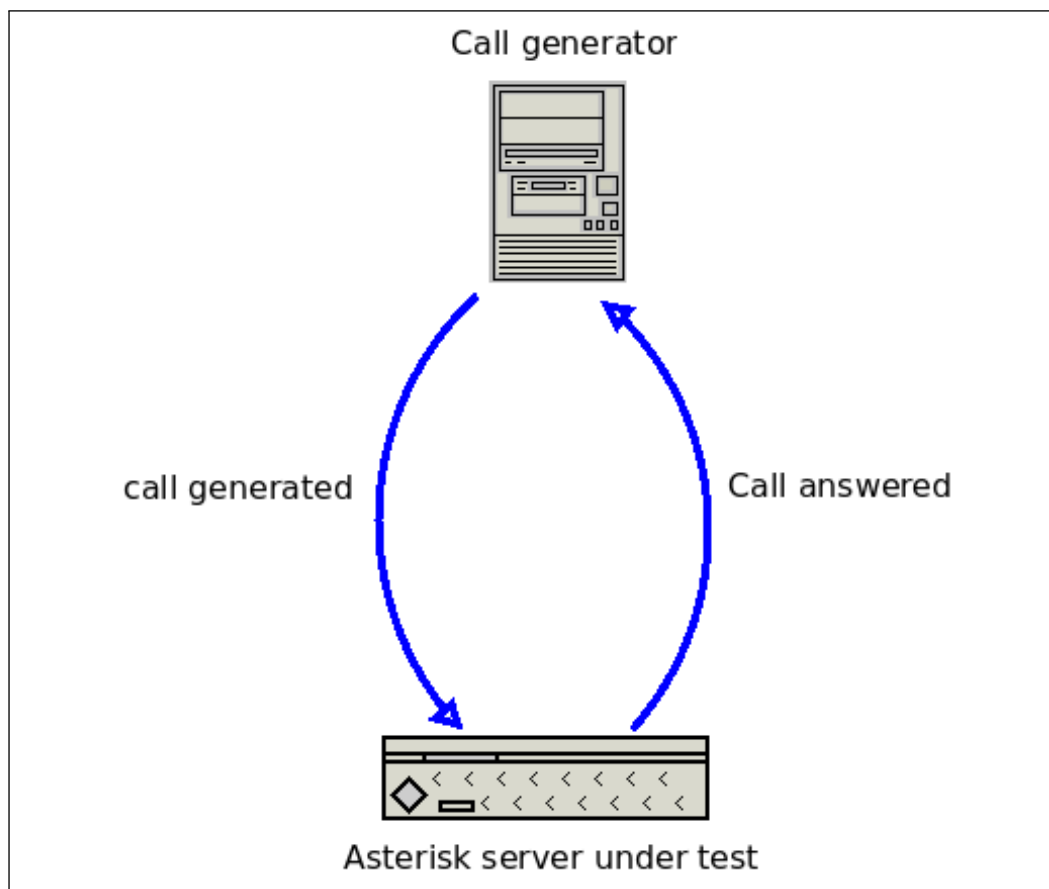 Call generator
call generated
Call answered
Asterisk server under test